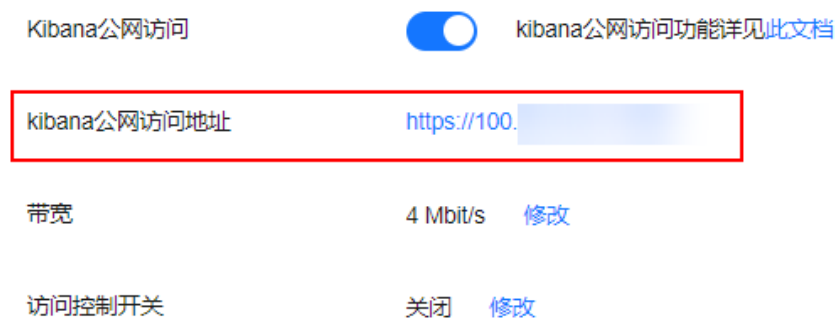 Kibana公网访问 kibana公网访问功能详见此文档
kibana公网访问地址 https://100.
带宽 4 Mbit/s 修改
访问控制开关 关闭 修改